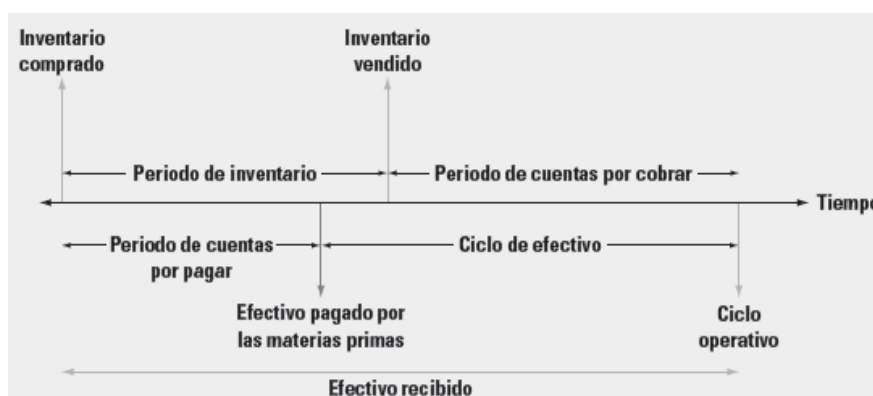 Inventario
comprado
Inventario
vendido
Periodo de inventario
Periodo de cuentas por cobrar
Tiempo
Periodo de cuentas
por pagar
Ciclo de efectivo
Efectivo pagado por
las materias primas
Ciclo
operativo
Efectivo recibido